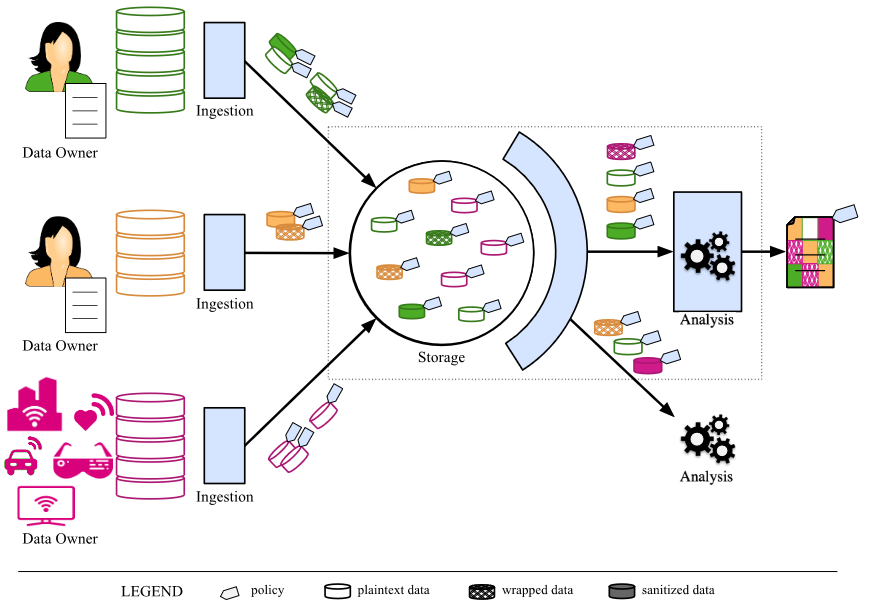 Ingestion
Data Owner
Ingestion
Data Owner
Storage
Analysis
Ingestion
Analysis
Data Owner
LEGEND policy plaintext data wrapped data sanitized data